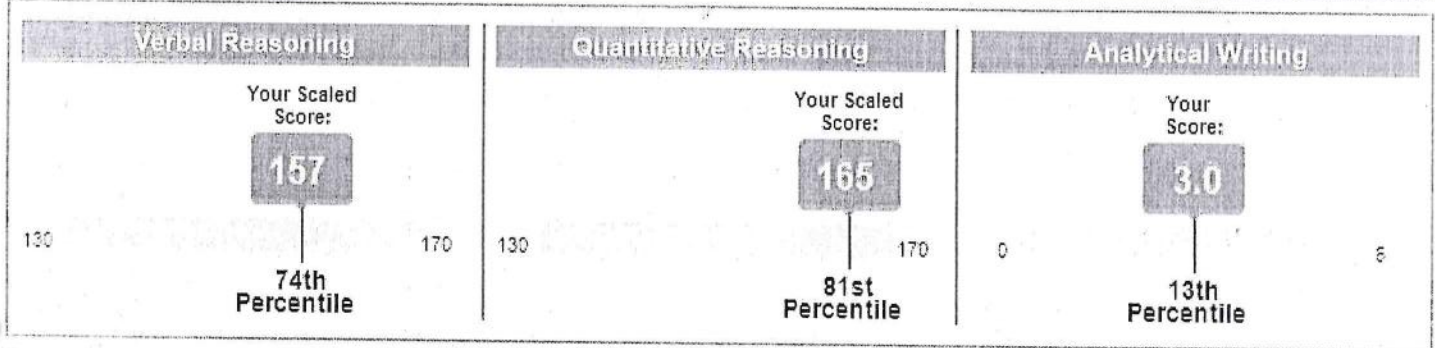 Verbal Reasoning
Your Scaled
Score:
157
130
170
74th
Percentile
Quantitative Reasoning
Your Scaled
Score:
165
130
170
81st
Percentile
Analytical Writing
Your
Score:
3.0
0
6
13th
Percentile